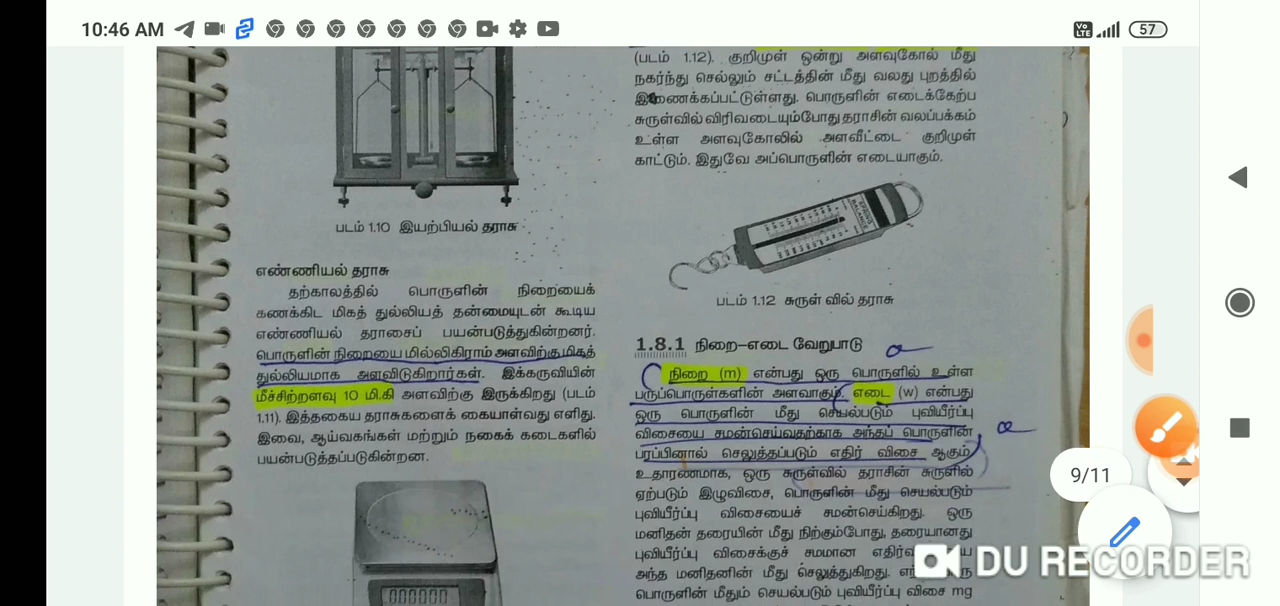 10:46 AM
Vo
LTE
57
படம் 1.10 இயற்பியல் தராசு
எண்ணியல் தராசு
தற்காலத்தில் பொருளின் நிறையைக்
கணக்கிட மிகத் துல்லியத் தன்மையுடன் கூடிய
எண்ணியல் தராசைப் பயன்படுத்துகின்றனர்.
பொருளின் நிறையை மில்லிகிராம் அளவிற்கு மிகத்
துல்லியமாக அளவிடுகிறார்கள். இக்கருவியின்
மீச்சிற்றளவு 10 மி.கி அளவிற்கு இருக்கிறது (படம்
1.11). இத்தகைய தராசுகளைக் கையாள்வது எளிது.
இவை, ஆய்வகங்கள் மற்றும் நகைக் கடைகளில்
பயன்படுத்தப்படுகின்றன.
000000
(படம் 1.12). குறிமுள் ஒன்று அளவுகோல் மீது
நகர்ந்து செல்லும் சட்டத்தின் மீது வலது புறத்தில்
இணைக்கப்பட்டுள்ளது. பொருளின் எடைக்கேற்ப
சுருள்வில் விரிவடையும்போது தராசின் வலப்பக்கம்
உள்ள அளவுகோலில் அளவீட்டை குறிமுள்
காட்டும். இதுவே அப்பொருளின் எடையாகும்.
SPRING
BALANCE
படம் 1.12 சுருள் வில் தராசு
1.8.1 நிறை–எடை வேறுபாடு
நிறை (m) என்பது ஒரு பொருளில் உள்ள
பருப்பொருள்களின் அளவாகும். எடை (w) என்பது
ஒரு பொருளின் மீது செயல்படும் புவியீர்ப்பு
விசையை சமன்செய்வதற்காக அந்தப் பொருளின்
பரப்பினால் செலுத்தப்படும் எதிர் விசை ஆகும்
உதாரணமாக, ஒரு சுருள்வில் தராசின் சுருளில்
ஏற்படும் இழுவிசை, பொருளின் மீது செயல்படும்
புவியீர்ப்பு விசையைச் சமன்செய்கிறது. ஒரு
மனிதன் தரையின் மீது நிற்கும்போது, தரையானது
புவியீர்ப்பு விசைக்குச் சமமான
அந்த மனிதனின் மீது செலுத்துகிறது.
பொருளின் மீதும் செயல்படும் புவியீர்ப்பு விசை mg
9/11
DU RECORDER